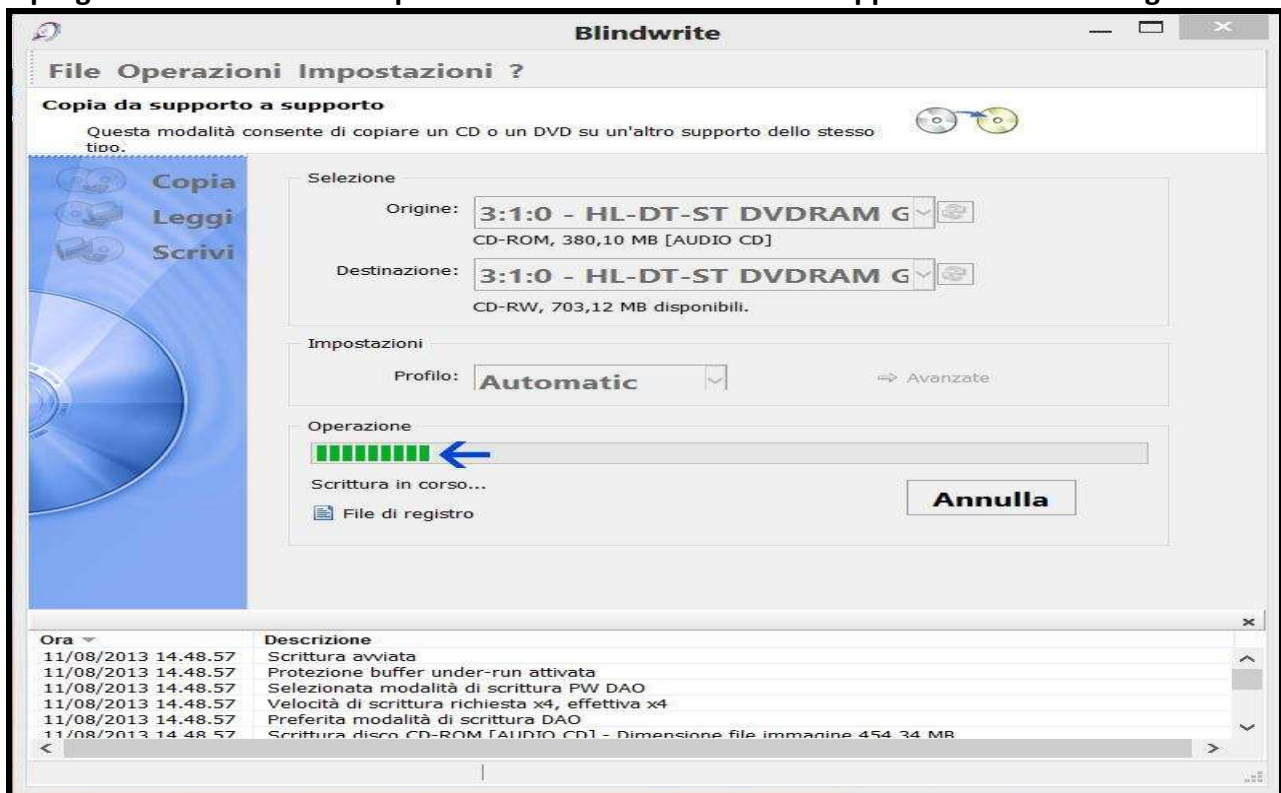 Blindwrite
File Operazioni Impostazioni ?
Copia da supporto a supporto
Questa modalità consente di copiare un CD o un DVD su un'altro supporto dello stesso
tipo.
Copia
Leggi
Scrivi
Selezione
Origine: 3:1:0 - HL-DT-ST DVDRAM G
CD-ROM, 380,10 MB [AUDIO CD]
Destinazione: 3:1:0 - HL-DT-ST DVDRAM G
CD-RW, 703,12 MB disponibili.
Impostazioni
Profilo: Automatic Avanzate
Operazione
Scrittura in corso...
Annulla
File di registro
Ora Descrizione
11/08/2013 14.48.57 Scrittura avviata
11/08/2013 14.48.57 Protezione buffer under-run attivata
11/08/2013 14.48.57 Selezionata modalità di scrittura PW DAO
11/08/2013 14.48.57 Velocità di scrittura richiesta x4, effettiva x4
11/08/2013 14.48.57 Preferita modalità di scrittura DAO
11/08/2013 14.48.57 Scrittura disco CD-ROM [AUDIO CD] - Dimensione file immagine 454,34 MB